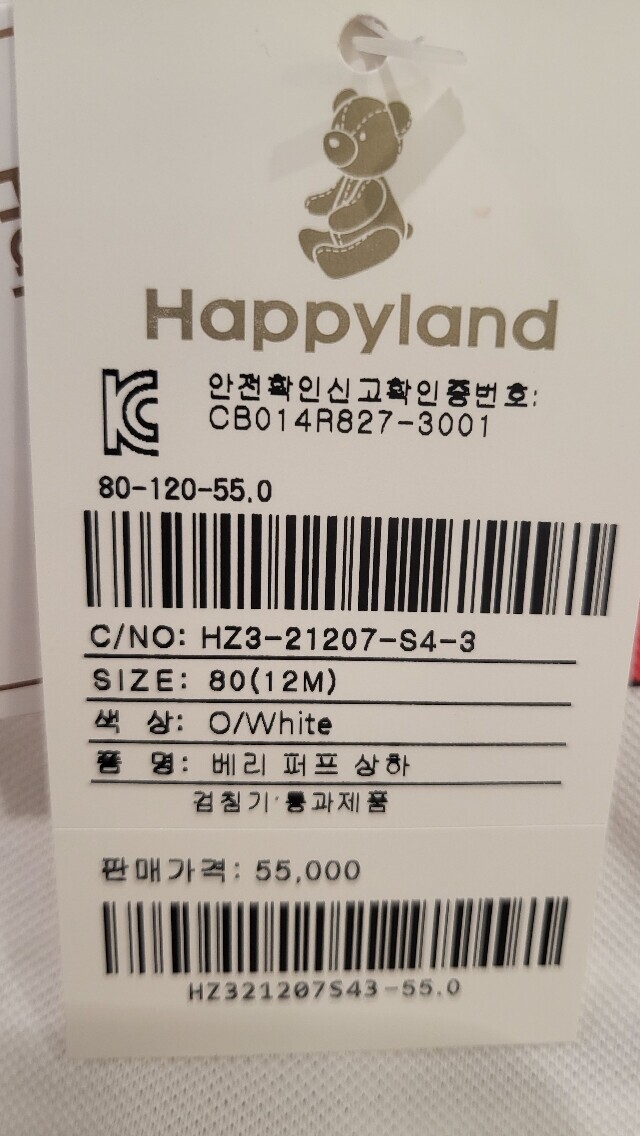 Happyland
KC
안전확인신고확인증번호:
CB014R827-3001
80-120-55.0
C/NO: HZ3-21207-S4-3
SIZE: 80(12M)
색 상: O/White
품 명: 베리 퍼프 상하
검침기 통과제품
판매가격: 55,000
HZ321207S43-55.0